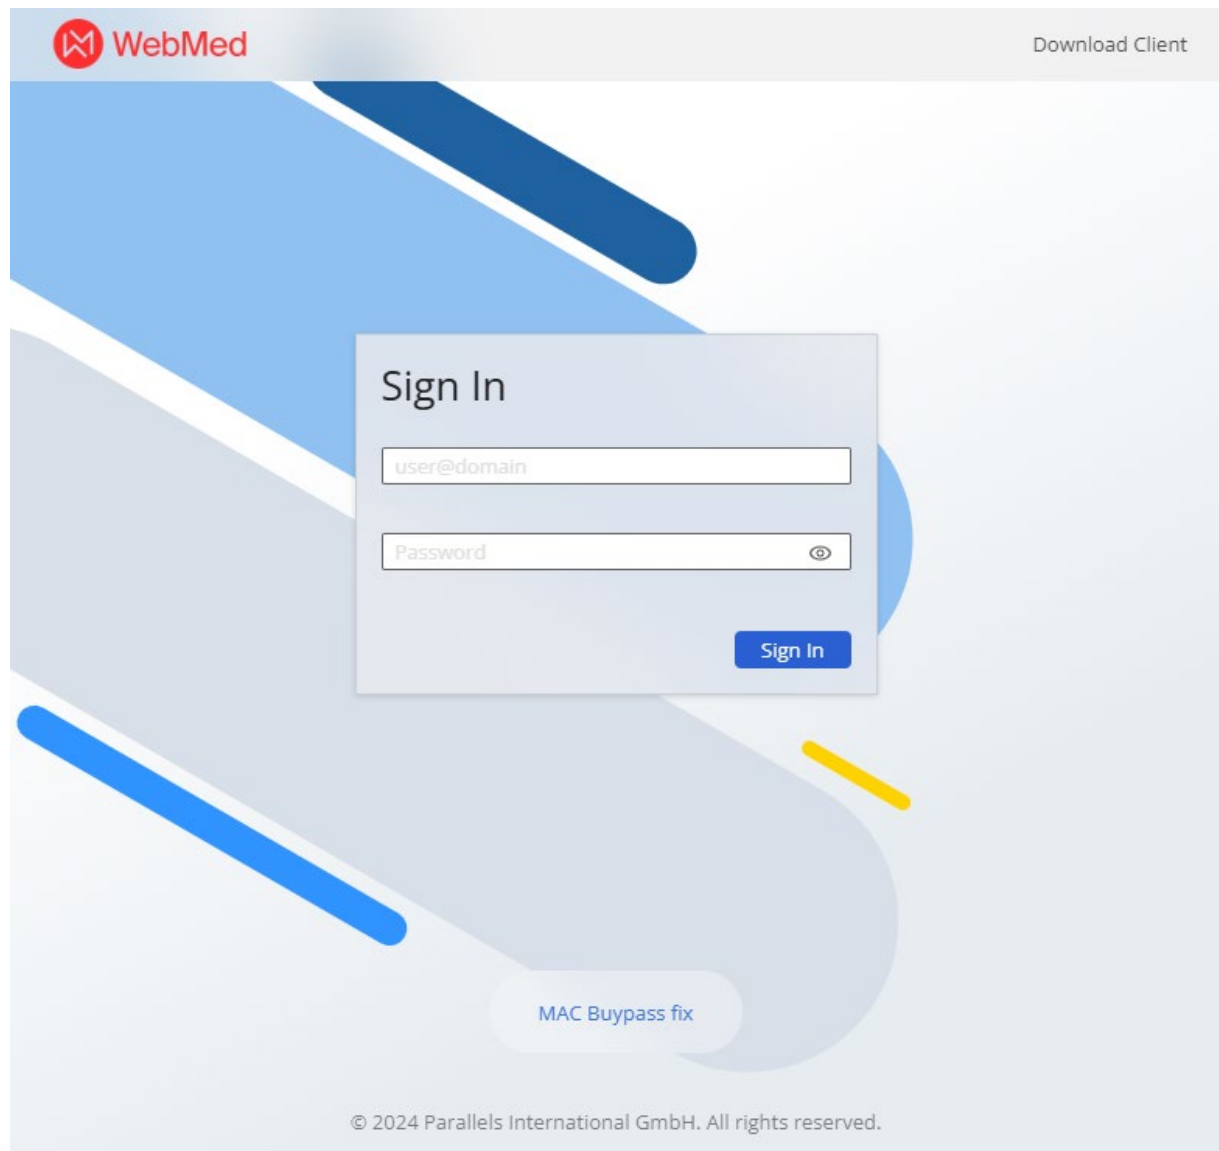 WebMed
Download Client
Sign In
user@domain
Password
Sign In
MAC Buypass fix
© 2024 Parallels International GmbH. All rights reserved.